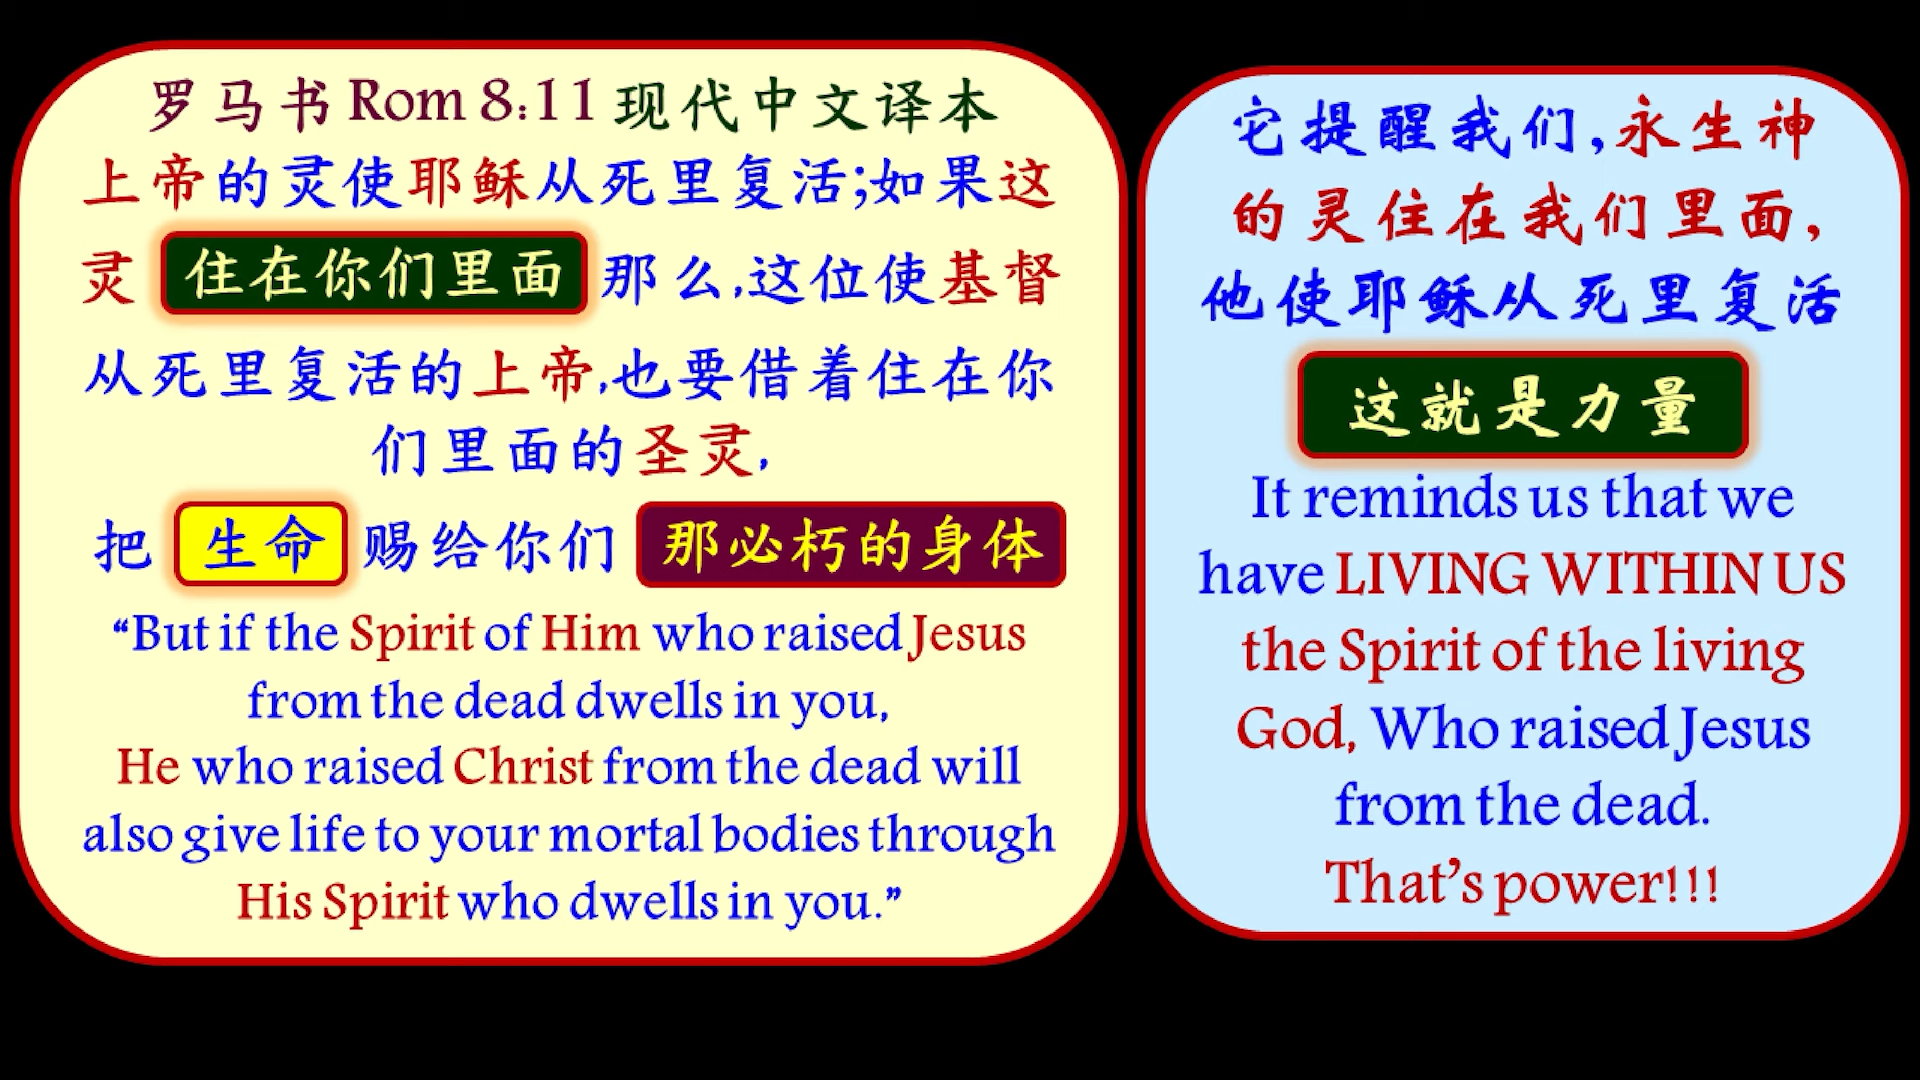 罗马书 Rom 8:11 现代中文译本
上帝的灵使耶稣从死里复活;如果这
灵 住在你们里面 那么,这位使基督
从死里复活的上帝,也要借着住在你
们里面的圣灵,
把 生命 赐给你们 那必朽的身体
“But if the Spirit of Him who raised Jesus
from the dead dwells in you,
He who raised Christ from the dead will
also give life to your mortal bodies through
His Spirit who dwells in you.”
它提醒我们,永生神
的灵住在我们里面,
他使耶稣从死里复活
这就是力量
It reminds us that we
have LIVING WITHIN US
the Spirit of the living
God, Who raised Jesus
from the dead.
That’s power!!!